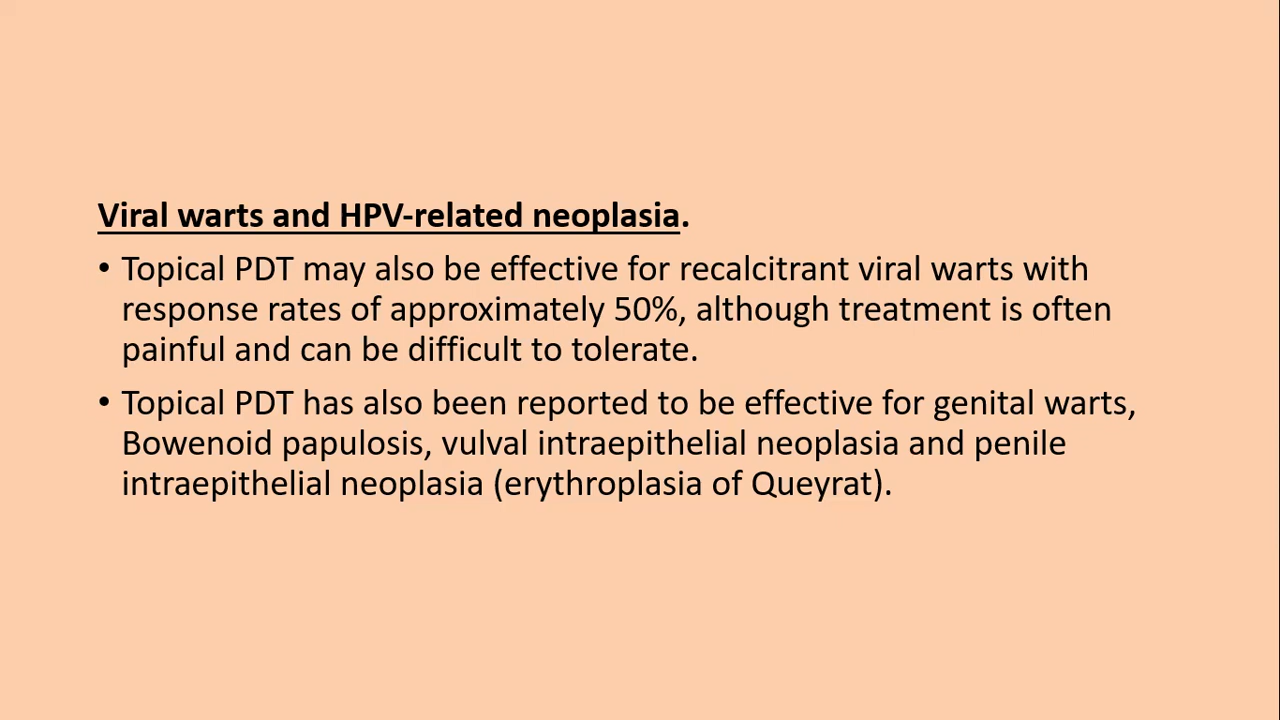 Viral warts and HPV-related neoplasia.
• Topical PDT may also be effective for recalcitrant viral warts with
response rates of approximately 50%, although treatment is often
painful and can be difficult to tolerate.
• Topical PDT has also been reported to be effective for genital warts,
Bowenoid papulosis, vulval intraepithelial neoplasia and penile
intraepithelial neoplasia (erythroplasia of Queyrat).